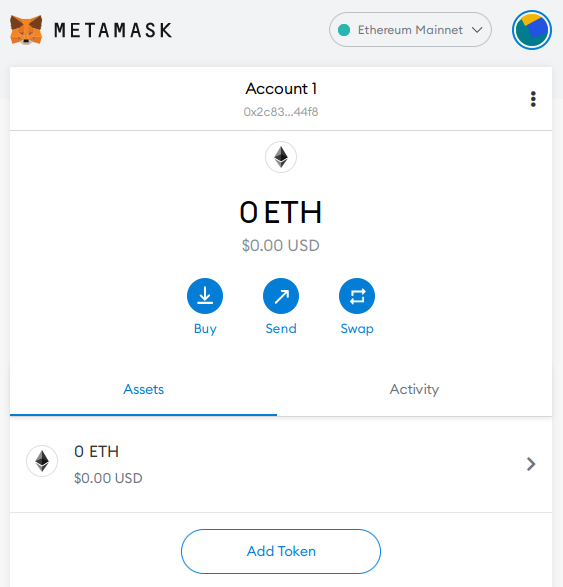 METAMASK
Ethereum Mainnet
Account 1
0x2c83...44f8
0 ETH
$0.00 USD
Buy Send Swap
Assets Activity
0 ETH
$0.00 USD
Add Token